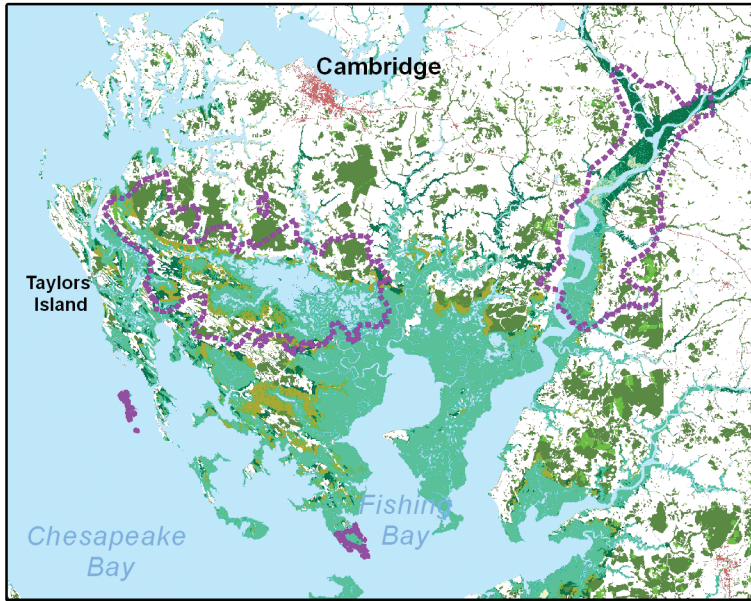 Cambridge
Taylors
Island
Fishing
Bay
Chesapeake
Bay